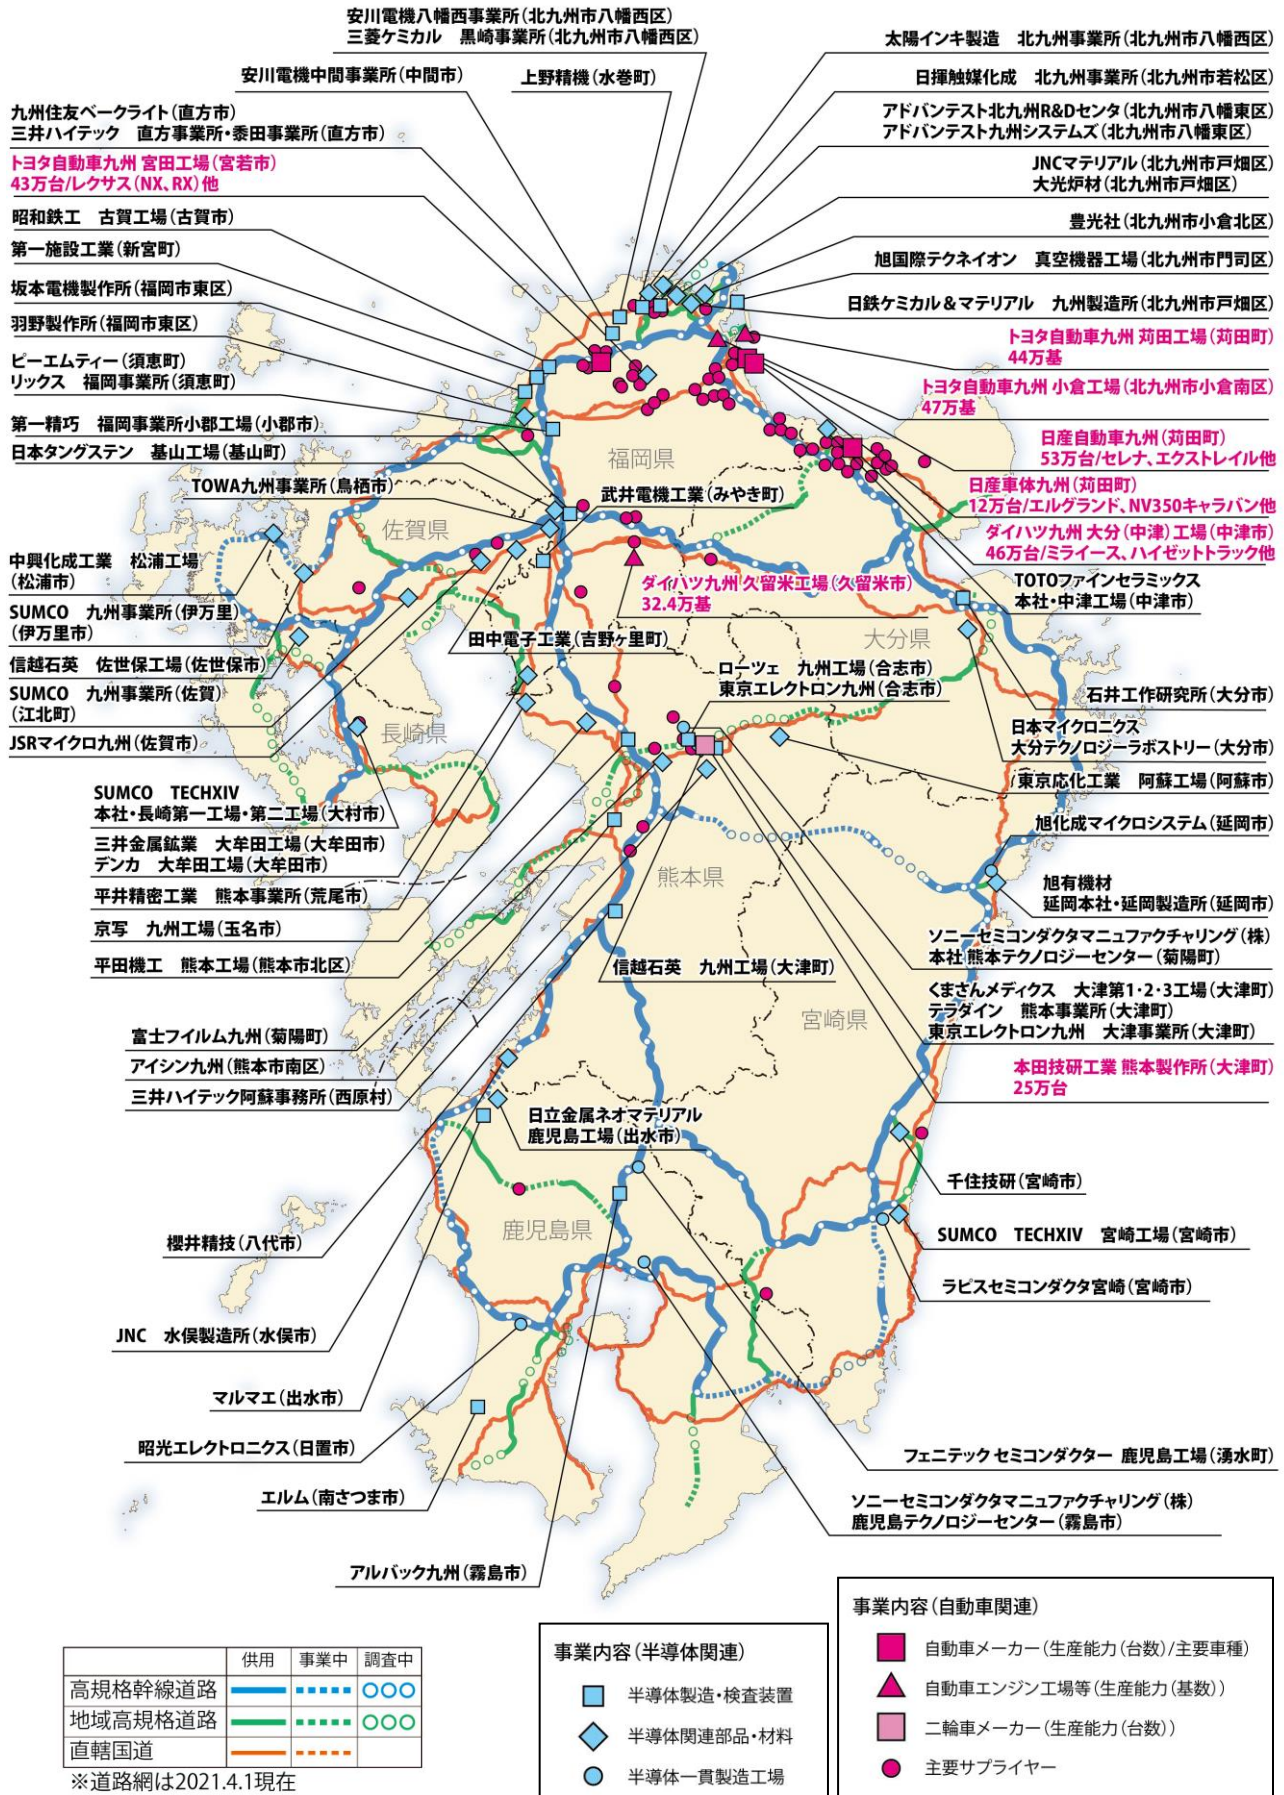 安川電機八幡西事業所(北九州市八幡西区)
三菱ケミカル 黒崎事業所(北九州市八幡西区)
安川電機中間事業所(中間市)
上野精機(水巻町)
九州住友ベークライト(直方市)
三井ハイテック 直方事業所・黍田事業所(直方市)
トヨタ自動車九州 宮田工場(宮若市)
43万台/レクサス(NX、RX)他
昭和鉄工 古賀工場(古賀市)
第一施設工業(新宮町)
坂本電機製作所(福岡市東区)
羽野製作所(福岡市東区)
ピーエムティー(須恵町)
リックス 福岡事業所(須恵町)
第一精巧 福岡事業所小郡工場(小郡市)
日本タングステン 基山工場(基山町)
TOWA九州事業所(鳥栖市)
武井電機工業(みやき町)
太陽インキ製造 北九州事業所(北九州市八幡西区)
日揮触媒化成 北九州事業所(北九州市若松区)
アドバンテスト北九州R&Dセンタ(北九州市八幡東区)
アドバンテスト九州システムズ(北九州市八幡東区)
JNCマテリアル(北九州市戸畑区)
大光炉材(北九州市戸畑区)
豊光社(北九州市小倉北区)
旭国際テクネイオン 真空機器工場(北九州市門司区)
日鉄ケミカル&マテリアル 九州製造所(北九州市戸畑区)
トヨタ自動車九州 苅田工場(苅田町)
44万基
トヨタ自動車九州 小倉工場(北九州市小倉南区)
47万基
日産自動車九州(苅田町)
53万台/セレナ、エクストレイル他
日産車体九州(苅田町)
12万台/エルグランド、NV350キャラバン他
ダイハツ九州 大分(中津)工場(中津市)
46万台/ミライース、ハイゼットトラック他
TOTOファインセラミックス
本社・中津工場(中津市)
福岡県
佐賀県
長崎県
大分県
熊本県
宮崎県
鹿児島県
中興化成工業 松浦工場
(松浦市)
SUMCO 九州事業所(伊万里)
(伊万里市)
信越石英 佐世保工場(佐世保市)
SUMCO 九州事業所(佐賀)
(江北町)
JSRマイクロ九州(佐賀市)
ダイハツ九州 久留米工場(久留米市)
32.4万基
田中電子工業(吉野ヶ里町)
ローツェ 九州工場(合志市)
東京エレクトロン九州(合志市)
石井工作研究所(大分市)
日本マイクロニクス
大分テクノロジーラボストリー(大分市)
東京応化工業 阿蘇工場(阿蘇市)
SUMCO TECHXIV
本社・長崎第一工場・第二工場(大村市)
三井金属鉱業 大牟田工場(大牟田市)
デンカ 大牟田工場(大牟田市)
平井精密工業 熊本事業所(荒尾市)
京写 九州工場(玉名市)
平田機工 熊本工場(熊本市北区)
富士フイルム九州(菊陽町)
アイシン九州(熊本市南区)
三井ハイテック阿蘇事務所(西原村)
旭化成マイクロシステム(延岡市)
旭有機材
延岡本社・延岡製造所(延岡市)
信越石英 九州工場(大津町)
ソニーセミコンダクタマニュファクチャリング(株)
本社 熊本テクノロジーセンター(菊陽町)
くまさんメディクス 大津第1・2・3工場(大津町)
テラダイン 熊本事業所(大津町)
東京エレクトロン九州 大津事業所(大津町)
本田技研工業 熊本製作所(大津町)
25万台
日立金属ネオマテリアル
鹿児島工場(出水市)
千住技研(宮崎市)
SUMCO TECHXIV 宮崎工場(宮崎市)
ラピスセミコンダクタ宮崎(宮崎市)
櫻井精技(八代市)
JNC 水俣製造所(水俣市)
マルマエ(出水市)
昭光エレクトロニクス(日置市)
エルム(南さつま市)
アルバック九州(霧島市)
フェニテック セミコンダクター 鹿児島工場(湧水町)
ソニーセミコンダクタマニュファクチャリング(株)
鹿児島テクノロジーセンター(霧島市)
供用 事業中 調査中
高規格幹線道路
地域高規格道路
直轄国道
※道路網は2021.4.1現在
事業内容(半導体関連)
半導体製造・検査装置
半導体関連部品・材料
半導体一貫製造工場
事業内容(自動車関連)
自動車メーカー(生産能力(台数)/主要車種)
自動車エンジン工場等(生産能力(基数))
二輪車メーカー(生産能力(台数))
主要サプライヤー